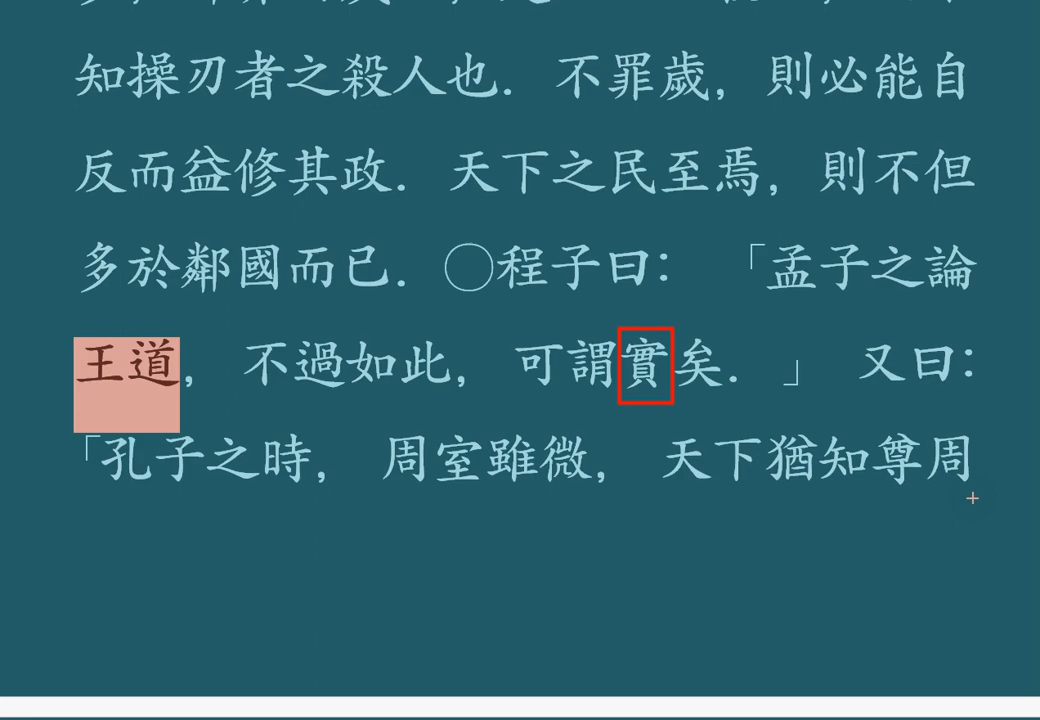 知操刃者之殺人也. 不罪歲, 則必能自
反而益修其政. 天下之民至焉, 則不但
多於鄰國而已. ◯程子曰: 「孟子之論
王道, 不過如此, 可謂實矣. 」 又曰:
「孔子之時, 周室雖微, 天下猶知尊周